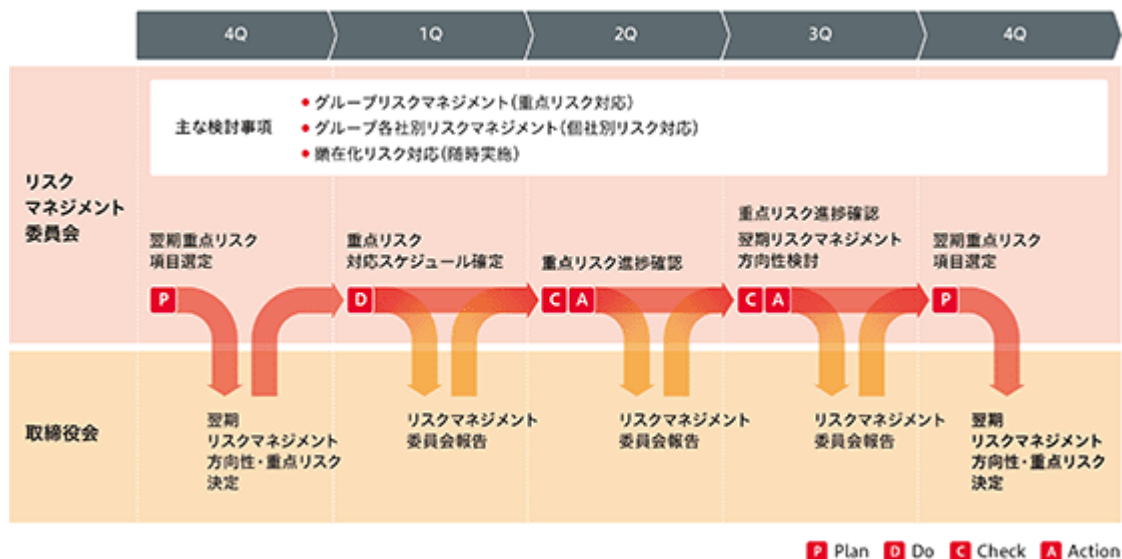 4Q
1Q
2Q
3Q
4Q
主な検討事項
• グループリスクマネジメント(重点リスク対応)
• グループ各社別リスクマネジメント(個社別リスク対応)
• 顕在化リスク対応(随時実施)
リスク
マネジメント
委員会
翌期重点リスク
項目選定
P
重点リスク
対応スケジュール確定
D
重点リスク進捗確認
C A
重点リスク進捗確認
翌期リスクマネジメント
方向性検討
C A
翌期重点リスク
項目選定
P
取締役会
翌期
リスクマネジメント
方向性・重点リスク
決定
リスクマネジメント
委員会報告
リスクマネジメント
委員会報告
リスクマネジメント
委員会報告
翌期
リスクマネジメント
方向性・重点リスク
決定
P Plan D Do C Check A Action